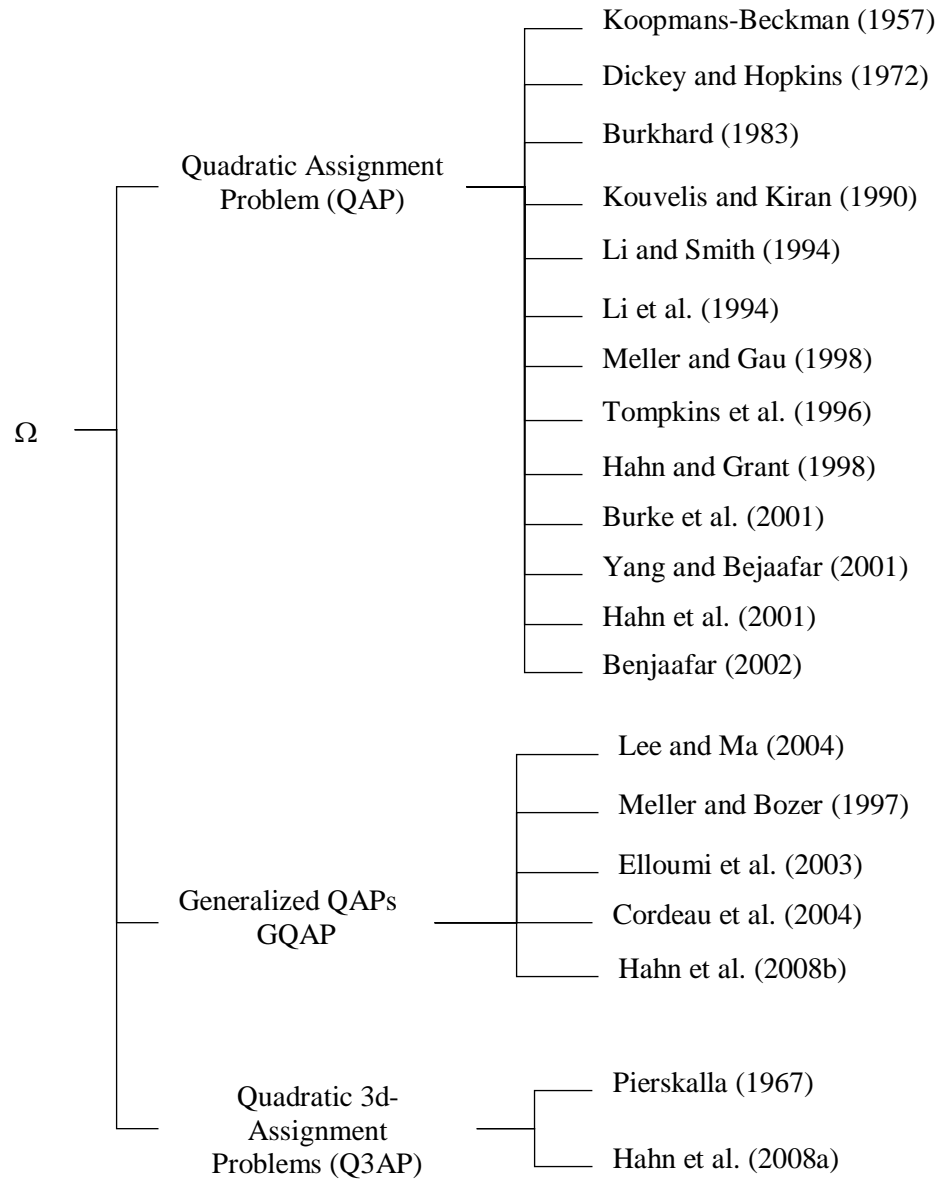 Ω
Quadratic Assignment
Problem (QAP)
Koopmans-Beckman (1957)
Dickey and Hopkins (1972)
Burkhard (1983)
Kouvelis and Kiran (1990)
Li and Smith (1994)
Li et al. (1994)
Meller and Gau (1998)
Tompkins et al. (1996)
Hahn and Grant (1998)
Burke et al. (2001)
Yang and Bejaafar (2001)
Hahn et al. (2001)
Benjaafar (2002)
Generalized QAPs
GQAP
Lee and Ma (2004)
Meller and Bozer (1997)
Elloumi et al. (2003)
Cordeau et al. (2004)
Hahn et al. (2008b)
Quadratic 3d-
Assignment
Problems (Q3AP)
Pierskalla (1967)
Hahn et al. (2008a)